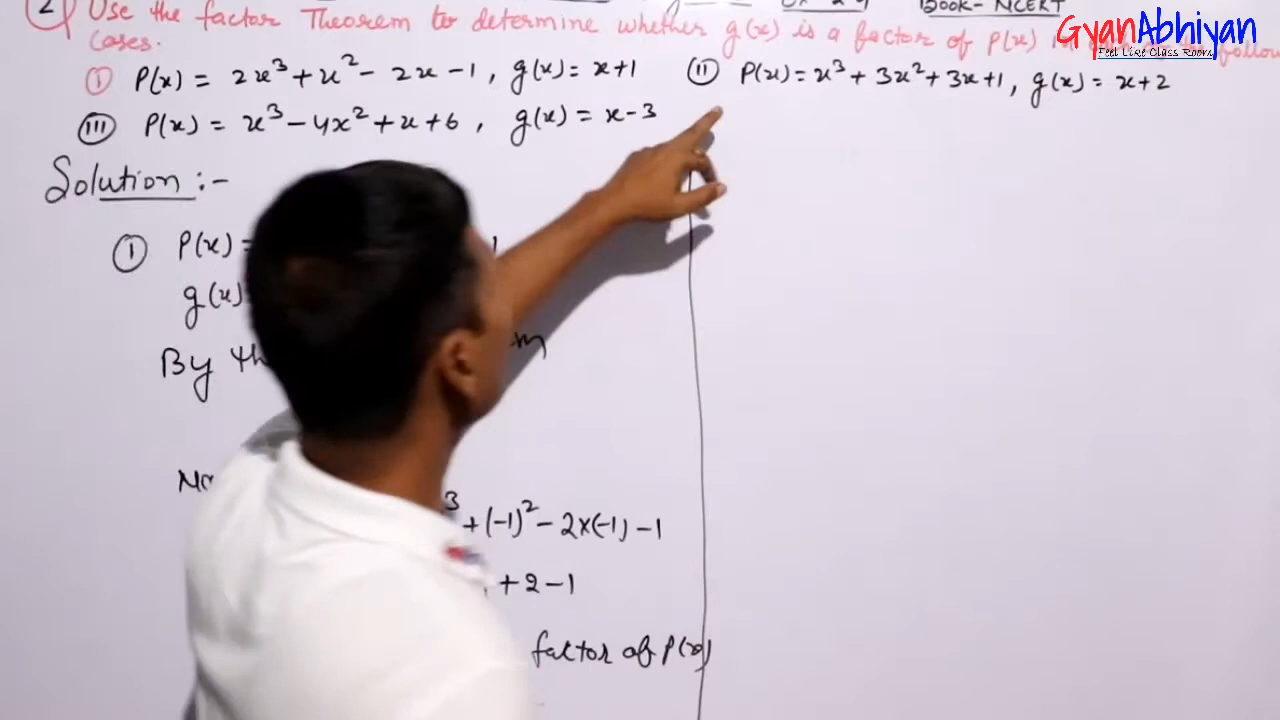 2 Use the factor Theorem to determine whether g(x) is a factor of P(x) in
cases.
I P(x) = 2x³ + x² - 2x - 1, g(x) = x+1 II P(x) = x³ + 3x² + 3x + 1, g(x) = x+2
III P(x) = x³ - 4x² + x + 6, g(x) = x-3
Solution :-
I P(x) =
g(x)
By
+ (-1)² - 2×(-1) - 1
+ 2 - 1
factor of P(x)
Book- NCERT
GyanAbhiyan
Feel Like Class Room